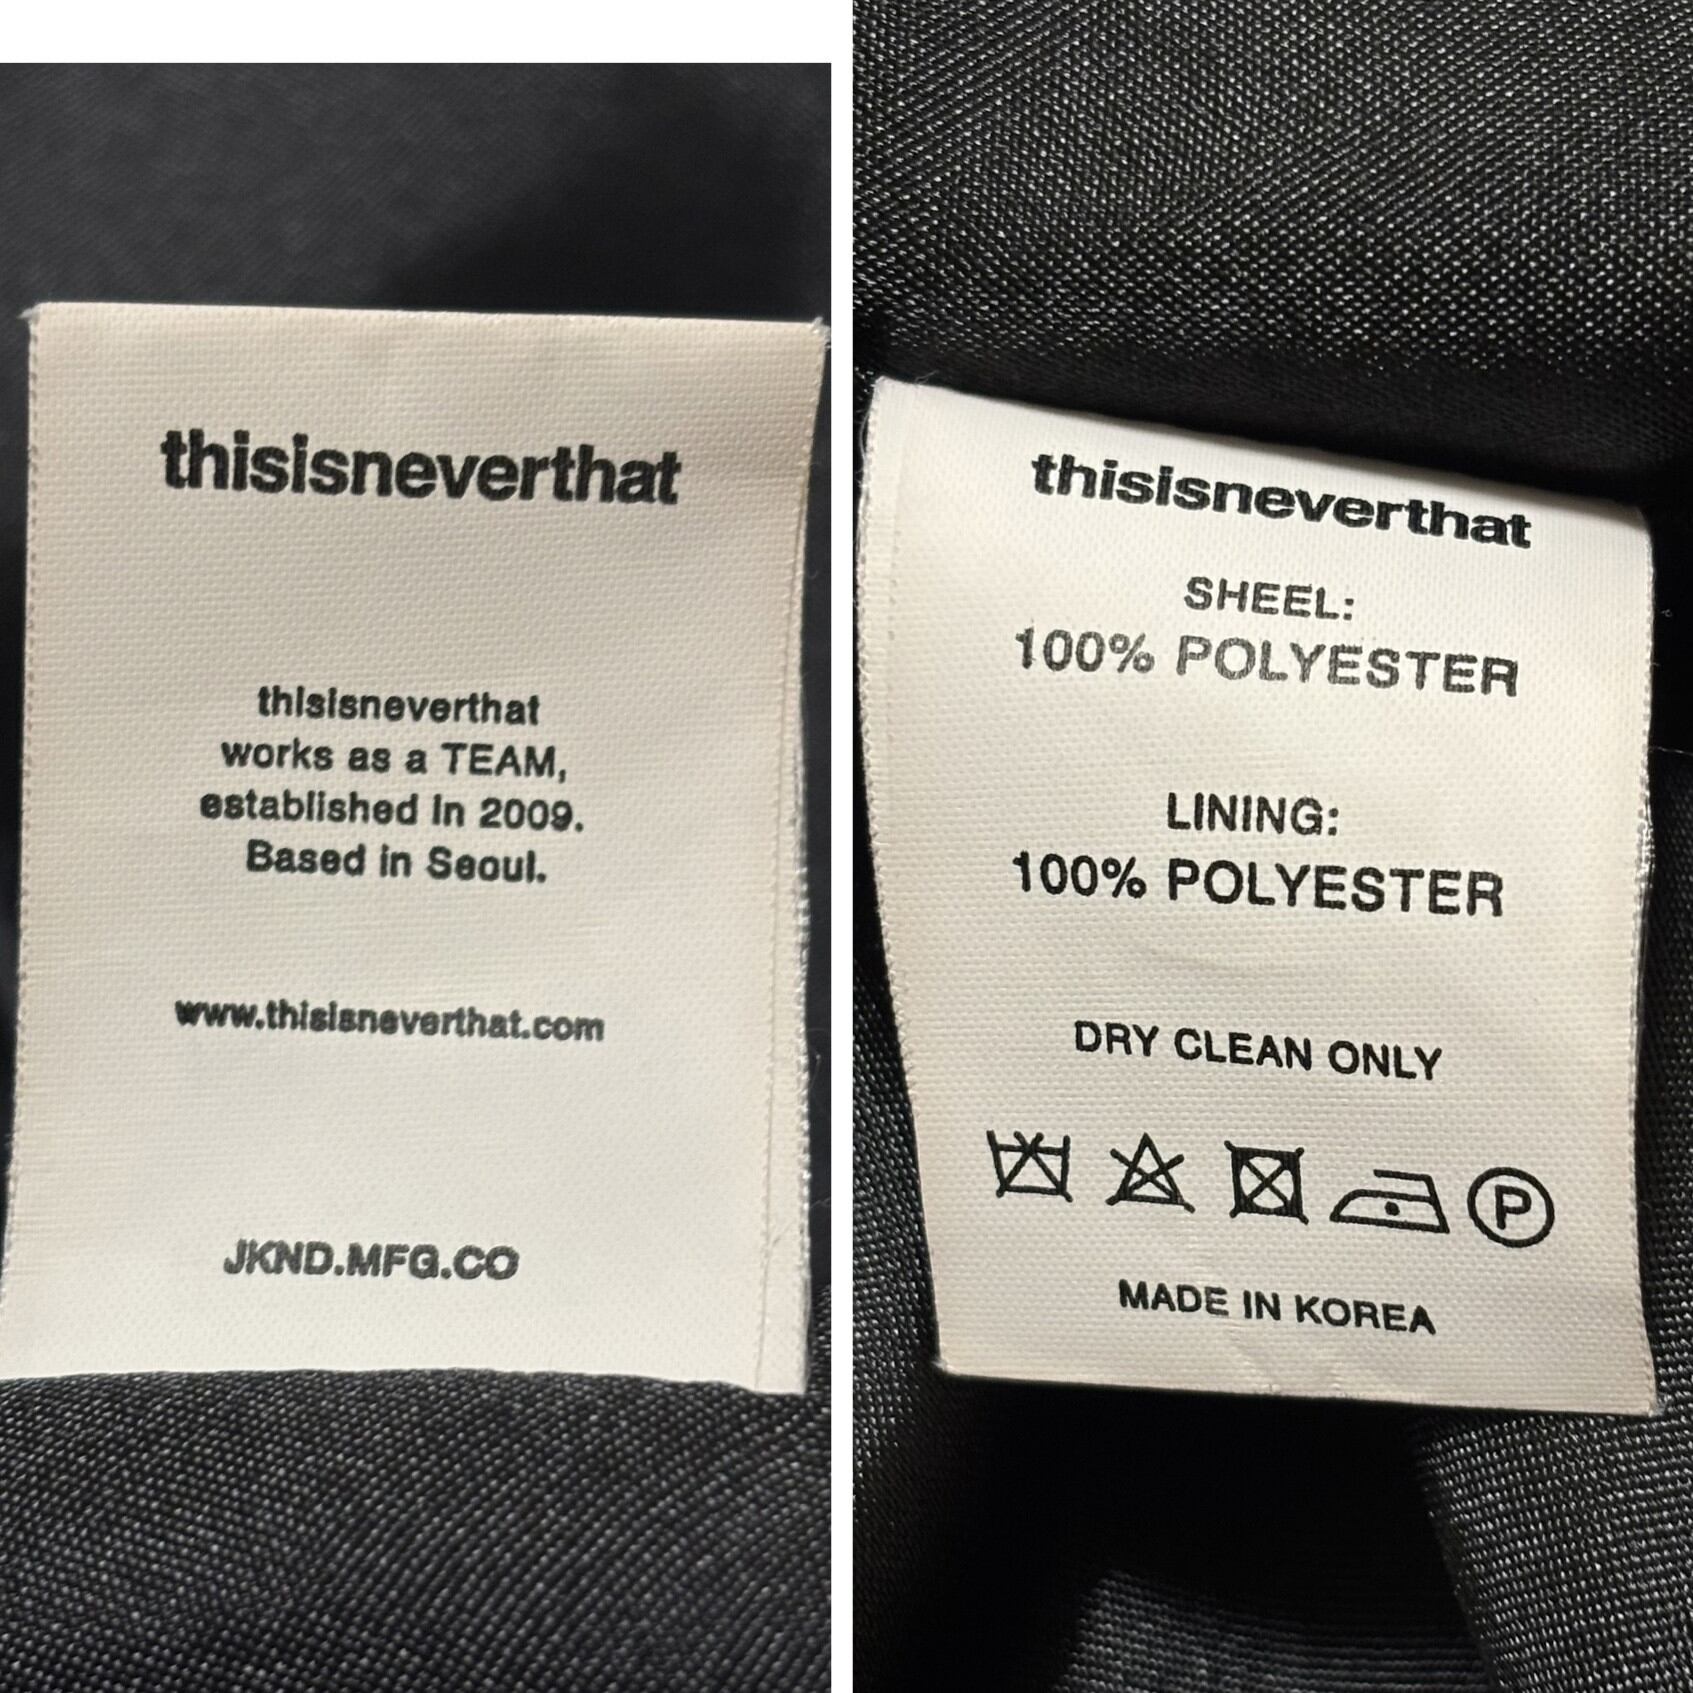 thisisneverthat
thisisneverthat
works as a TEAM,
established in 2009.
Based in Seoul.
www.thisisneverthat.com
JKND.MFG.CO
thisisneverthat
SHEEL:
100% POLYESTER
LINING:
100% POLYESTER
DRY CLEAN ONLY
P
MADE IN KOREA